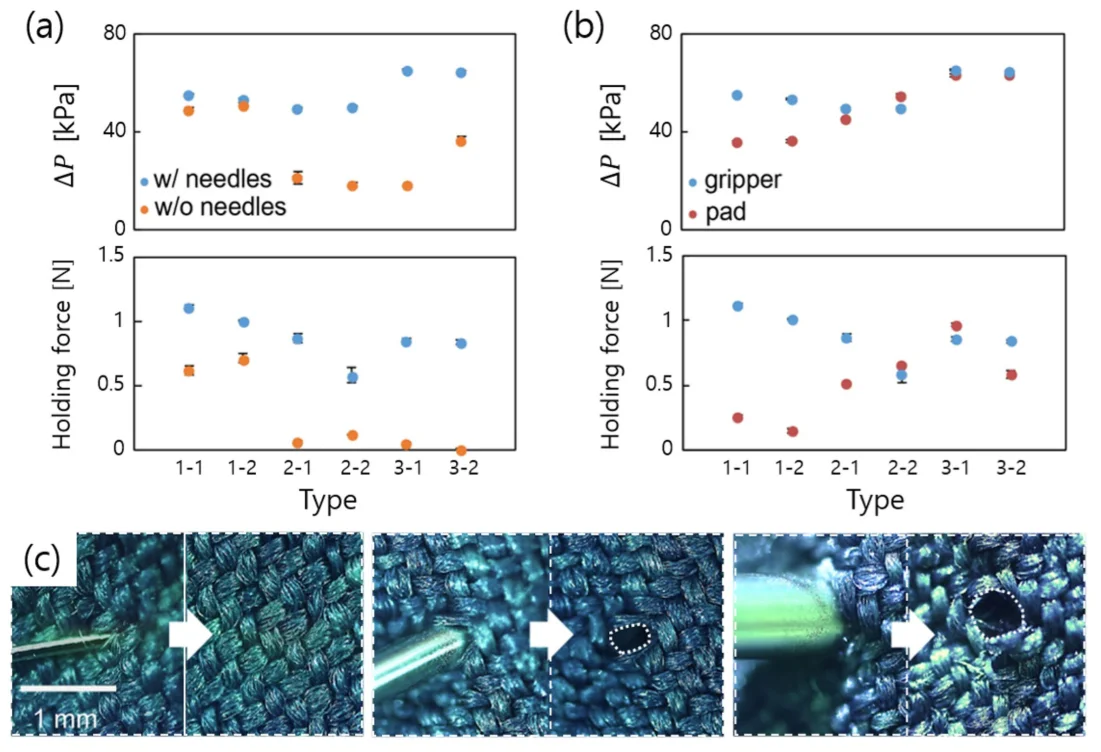 (a)
80
40
0
ΔP [kPa]
w/ needles
w/o needles
1.5
1
0.5
0
Holding force [N]
1-1 1-2 2-1 2-2 3-1 3-2
Type
(b)
80
40
0
ΔP [kPa]
gripper
pad
1.5
1
0.5
0
Holding force [N]
1-1 1-2 2-1 2-2 3-1 3-2
Type
(c)
1 mm